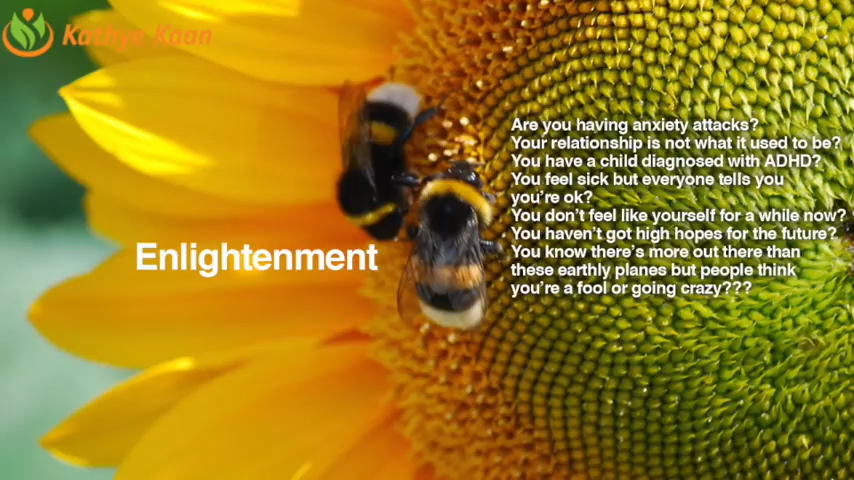 Kathye Kaan
Are you having anxiety attacks?
Your relationship is not what it used to be?
You have a child diagnosed with ADHD?
You feel sick but everyone tells you
you're ok?
You don't feel like yourself for a while now?
You haven't got high hopes for the future?
You know there's more out there than
these earthly planes but people think
you're a fool or going crazy???
Enlightenment